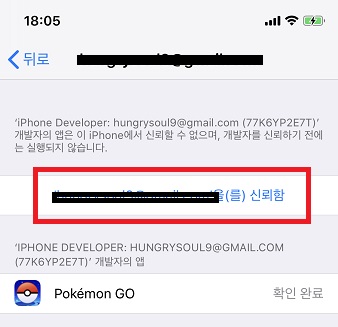 18:05
뒤로
'iPhone Developer: hungrysoul9@gmail.com (77K6YP2E7T)'
개발자의 앱은 이 iPhone에서 신뢰할 수 없으며, 개발자를 신뢰하기 전에
는 실행되지 않습니다.
을(를) 신뢰함
'IPHONE DEVELOPER: HUNGRYSOUL9@GMAIL.COM
(77K6YP2E7T)' 개발자의 앱
Pokémon GO 확인 완료